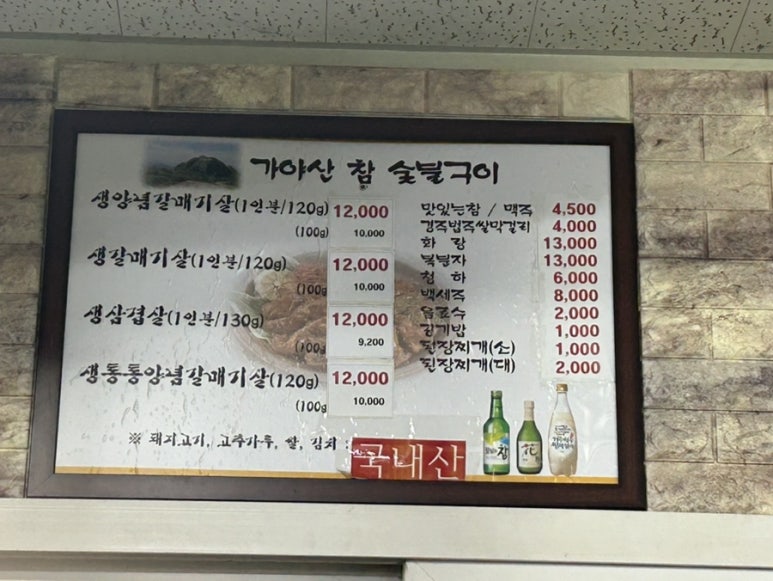 가야산 참 숯불구이
생양념갈매기살(1인분/120g) 12,000
(100g) 10,000
생갈매기살(1인분/120g) 12,000
(100g 10,000
생삼겹살(1인분/130g) 12,000
(100g 9,200
생통통양념갈매기살(120g) 12,000
(100g 10,000
맛있는참 / 맥주 4,500
경주법주쌀막걸리 4,000
화 랑 13,000
복분자 13,000
청 하 6,000
백세주 8,000
음료수 2,000
공기밥 1,000
된장찌개(소) 1,000
된장찌개(대) 2,000
※ 돼지고기, 고추가루, 쌀, 김치 :
국내산
참
花